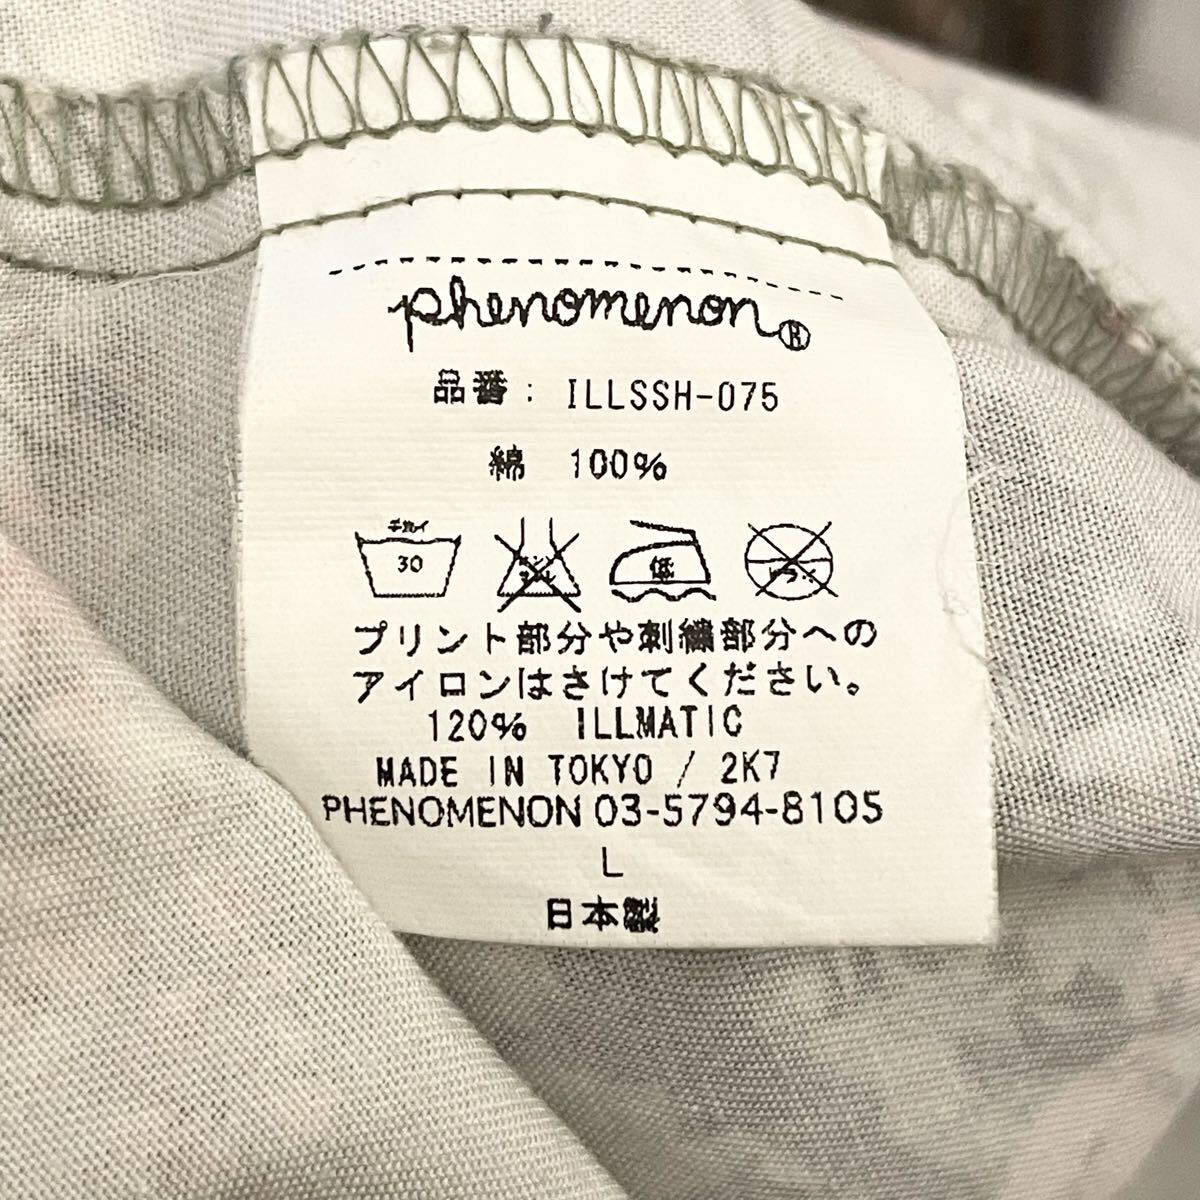 phenomenon®
品番: ILLSSH-075
綿 100%
30 低
プリント部分や刺繍部分への
アイロンはさけてください。
120% ILLMATIC
MADE IN TOKYO / 2K7
PHENOMENON 03-5794-8105
L
日本製